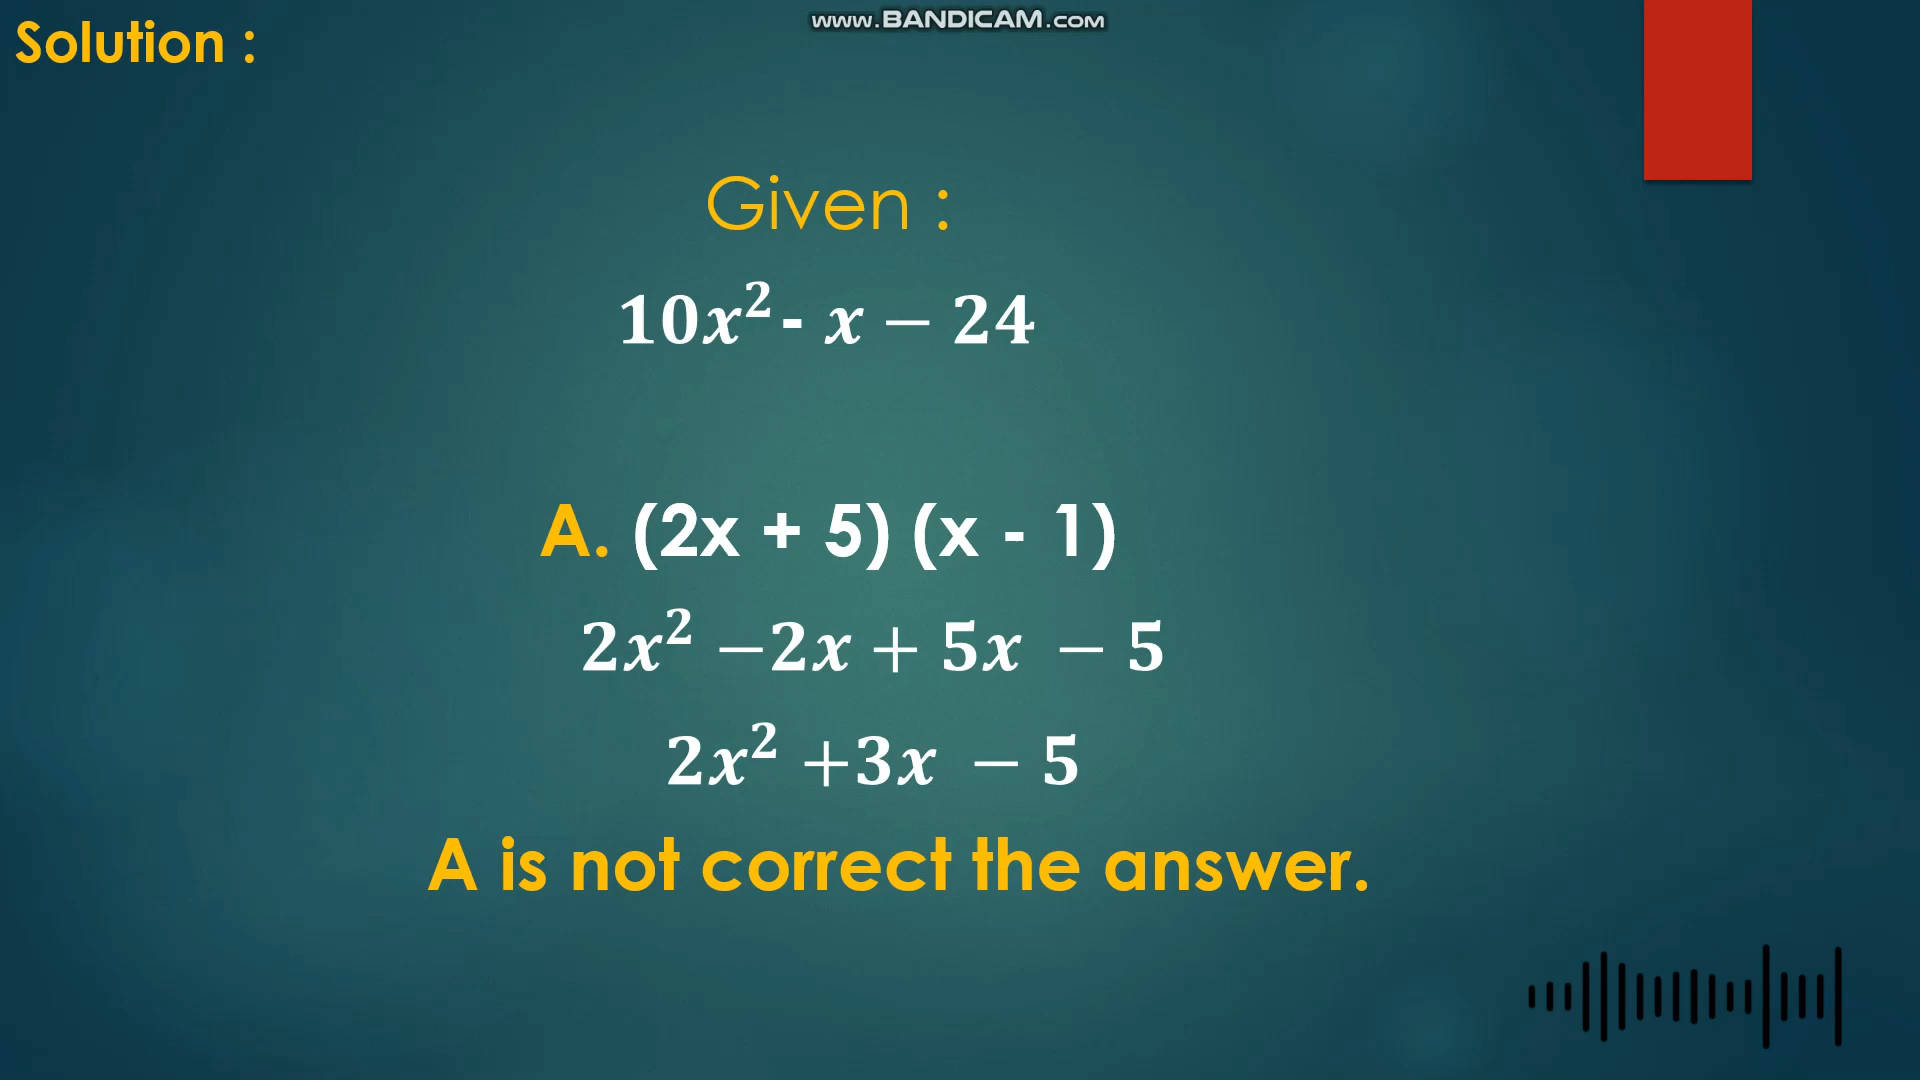 www.BANDICAM.com
Solution :
Given :
10x² - x − 24
A. (2x + 5) (x - 1)
2x² −2x + 5x − 5
2x² +3x − 5
A is not correct the answer.